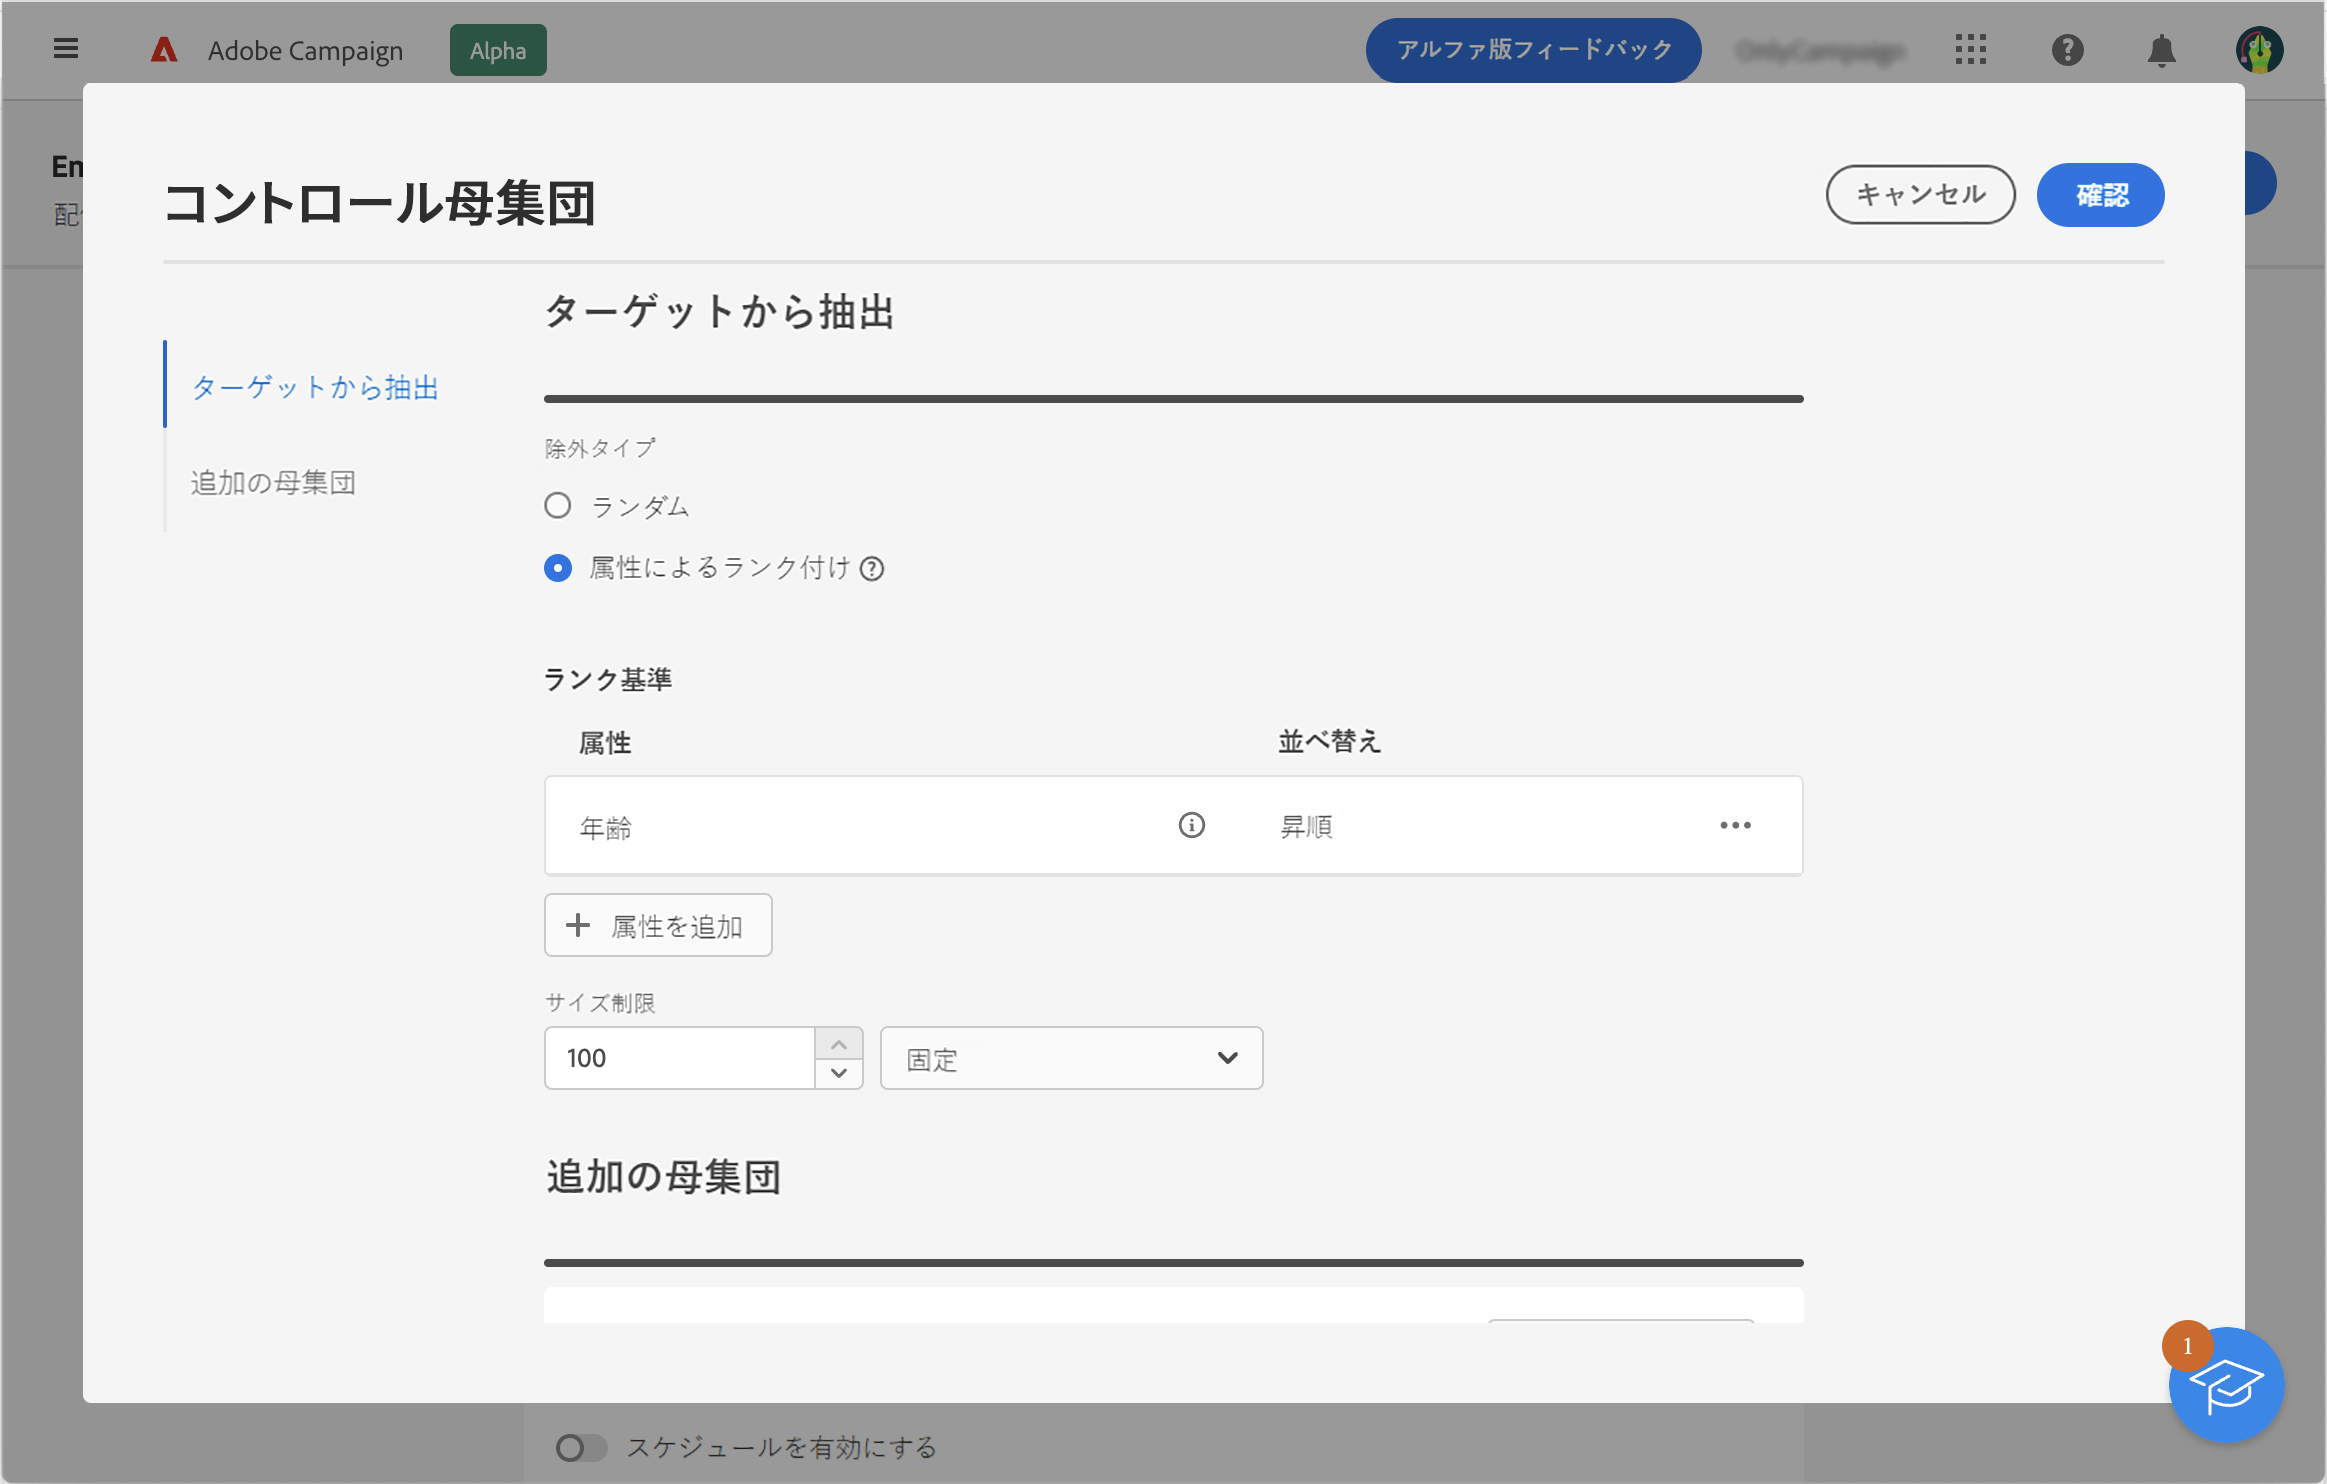 Adobe Campaign
Alpha
アルファ版フィードバック
En
コントロール母集団
キャンセル
確認
ターゲットから抽出
追加の母集団
ターゲットから抽出
除外タイプ
ランダム
属性によるランク付け
ランク基準
属性
並べ替え
年齢
昇順
属性を追加
サイズ制限
100
固定
追加の母集団
1
スケジュールを有効にする